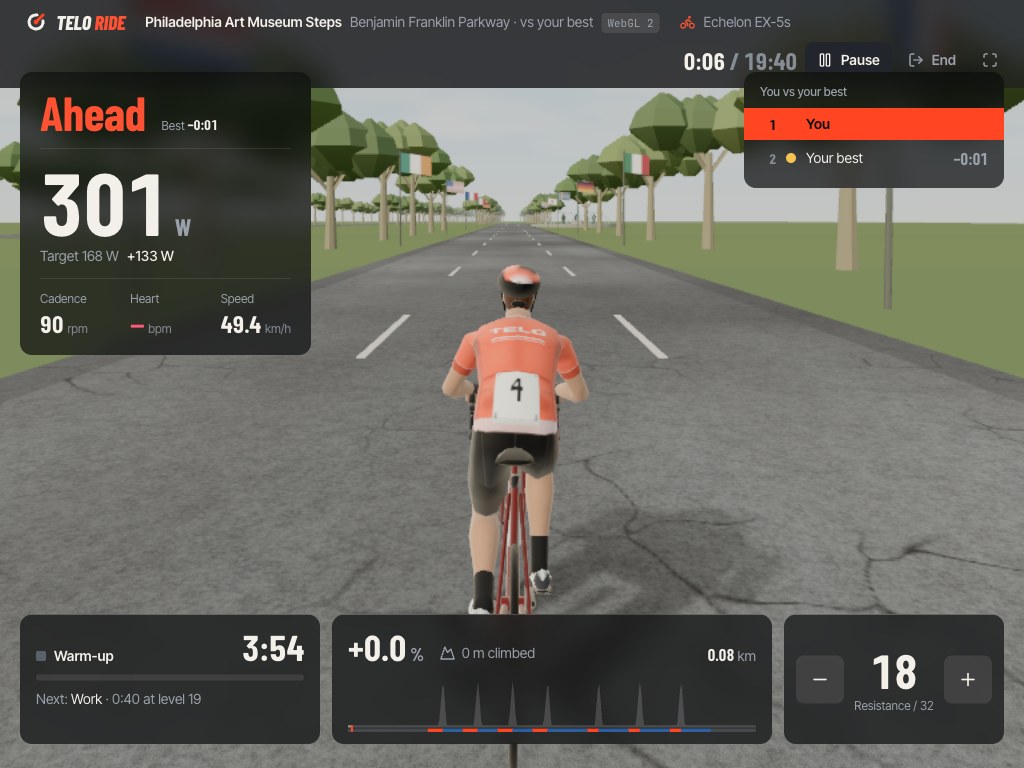 TELO RIDE Philadelphia Art Museum Steps Benjamin Franklin Parkway · vs your best WebGL 2 Echelon EX-5s
0:06 / 19:40 Pause End
Ahead Best −0:01
301 W
Target 168 W +133 W
Cadence Heart Speed
90 rpm — bpm 49.4 km/h
You vs your best
1 You
2 Your best −0:01
TELO
4
Warm-up 3:54
Next: Work · 0:40 at level 19
+0.0 % 0 m climbed 0.08 km
− 18 +
Resistance / 32